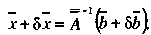 x̅ + δx̅ = A̿⁻¹(b̅ + δb̅).